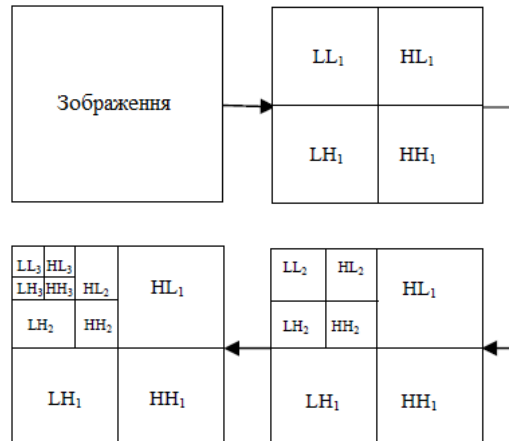 Зображення
LL₁ HL₁
LH₁ HH₁
LL₃ HL₃
LH₃ HH₃ HL₂
HL₁
LH₂ HH₂
LH₁ HH₁
LL₂ HL₂
HL₁
LH₂ HH₂
LH₁ HH₁